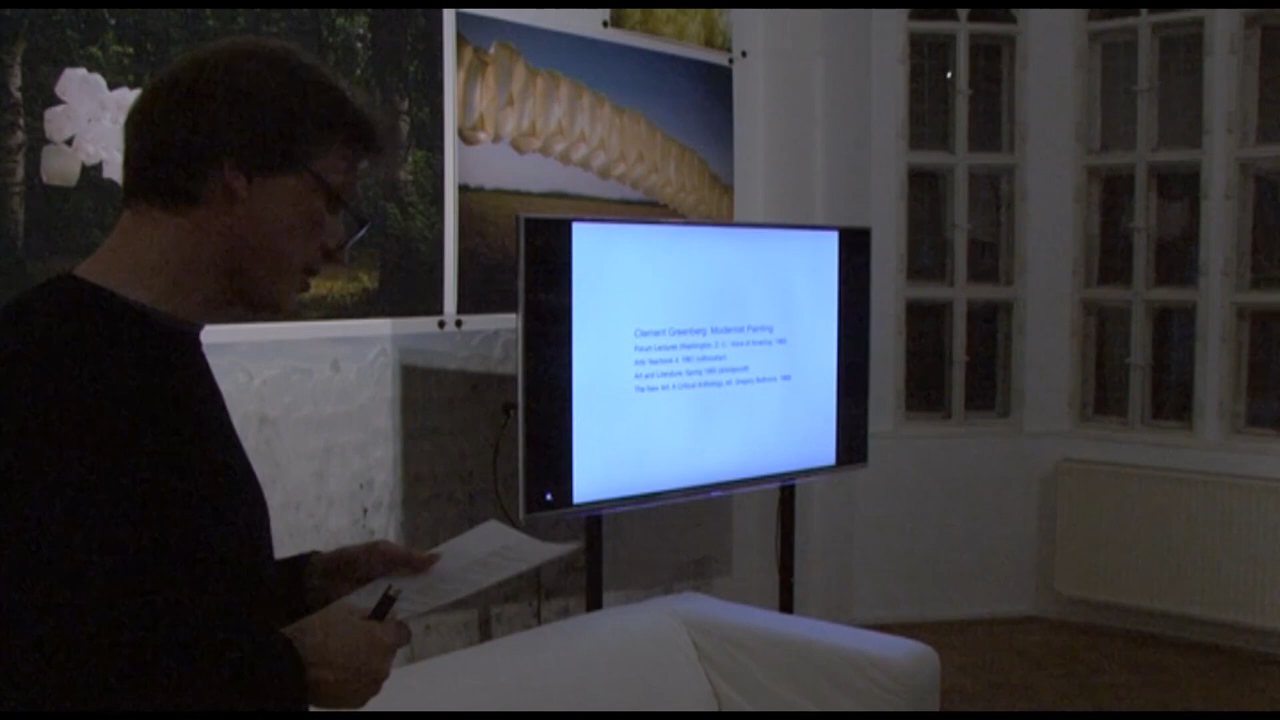 Clement Greenberg: Modernist Painting
Forum Lectures (Washington, D. C.: Voice of America), 1960
Arts Yearbook 4, 1961 (unrevised)
Art and Literature, Spring 1965
The New Art: A Critical Anthology, ed. Gregory Battcock, 1966